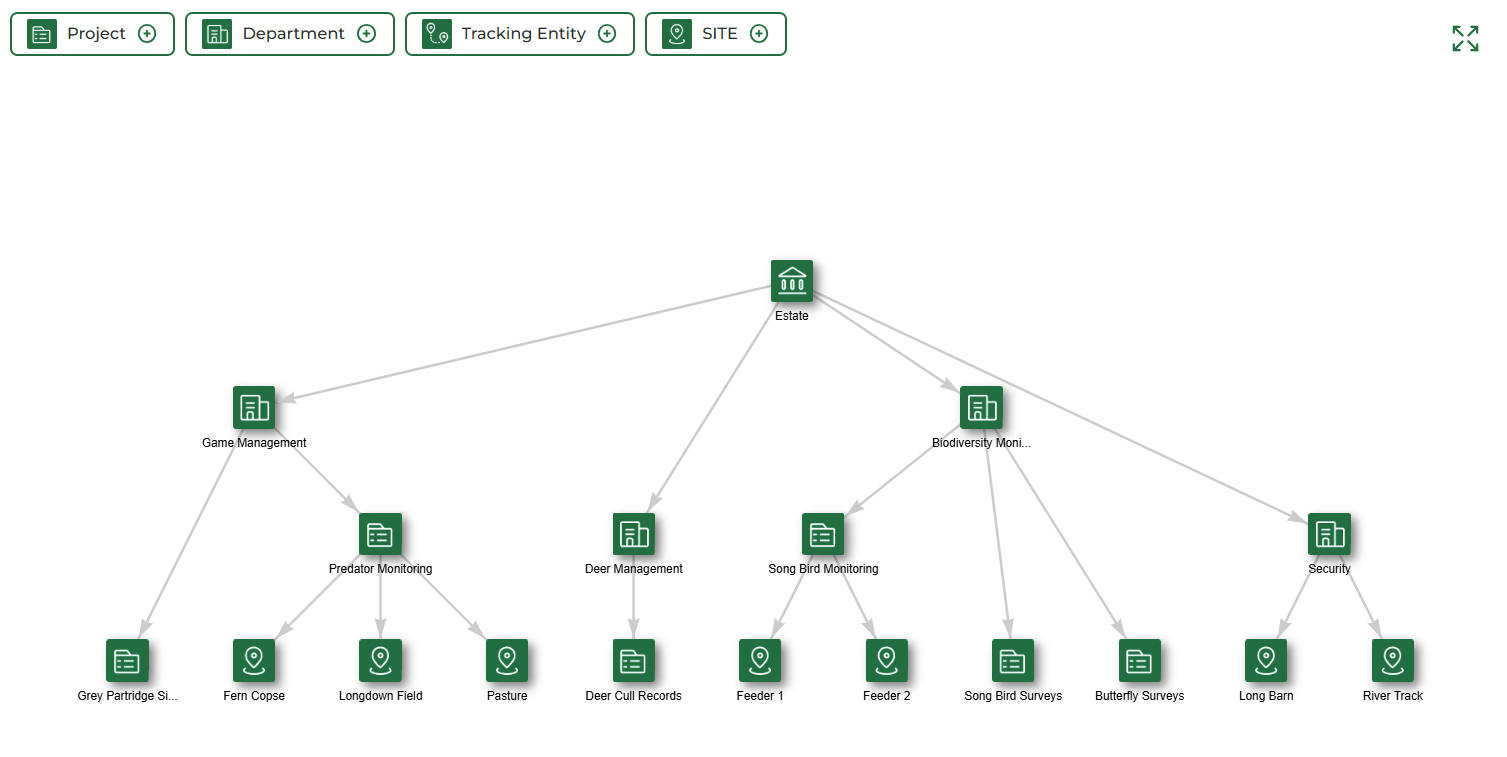 Project
Department
Tracking Entity
SITE
Estate
Game Management
Biodiversity Moni...
Predator Monitoring
Deer Management
Song Bird Monitoring
Security
Grey Partridge Si...
Fern Copse
Longdown Field
Pasture
Deer Cull Records
Feeder 1
Feeder 2
Song Bird Surveys
Butterfly Surveys
Long Barn
River Track